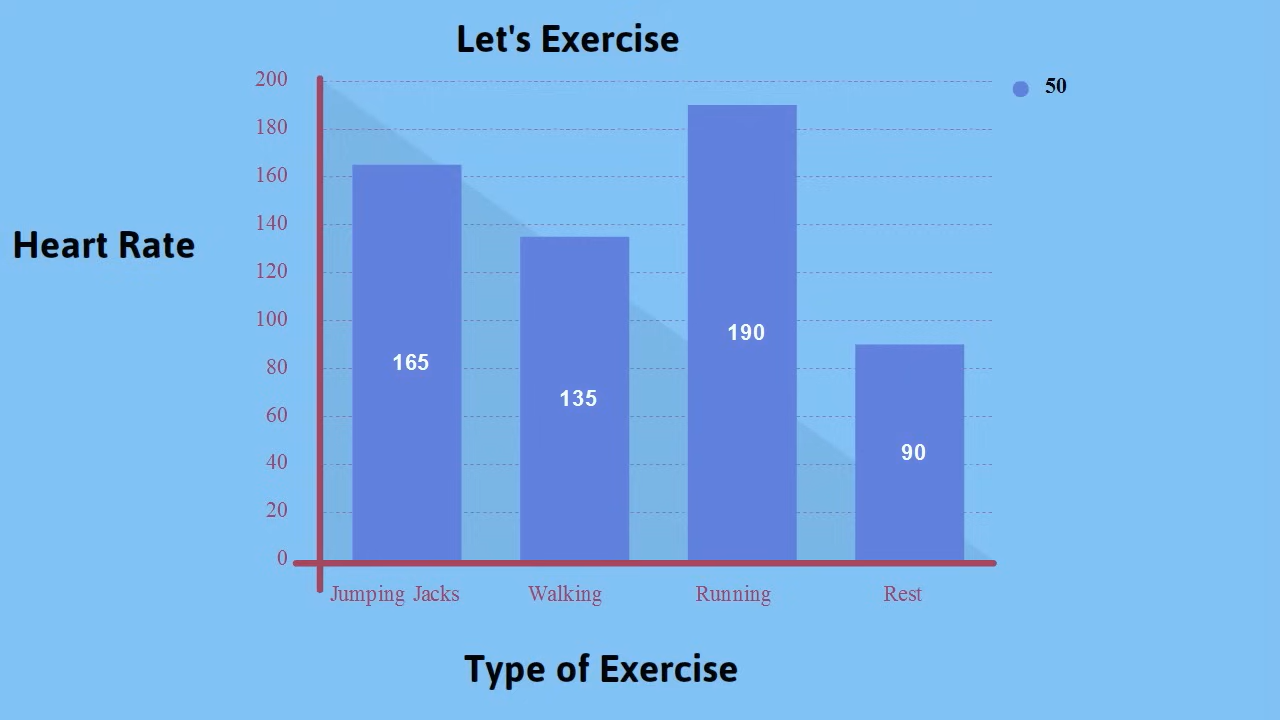 Let's Exercise
50
200
180
160
140
120
100
80
60
40
20
0
Heart Rate
165
135
190
90
Jumping Jacks
Walking
Running
Rest
Type of Exercise